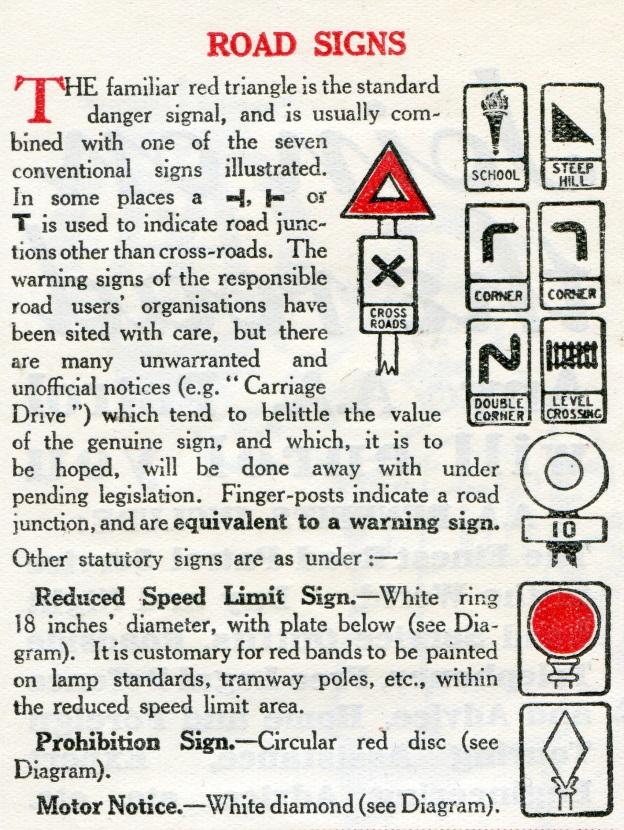 ROAD SIGNS
THE familiar red triangle is the standard
danger signal, and is usually com-
bined with one of the seven
conventional signs illustrated.
In some places a ⊣, ⊢ or
T is used to indicate road junc-
tions other than cross-roads. The
warning signs of the responsible
road users' organisations have
been sited with care, but there
are many unwarranted and
unofficial notices (e.g. "Carriage
Drive") which tend to belittle the value
of the genuine sign, and which, it is to
be hoped, will be done away with under
pending legislation. Finger-posts indicate a road
junction, and are equivalent to a warning sign.
Other statutory signs are as under :—
Reduced Speed Limit Sign.—White ring
18 inches' diameter, with plate below (see Dia-
gram). It is customary for red bands to be painted
on lamp standards, tramway poles, etc., within
the reduced speed limit area.
Prohibition Sign.—Circular red disc (see
Diagram).
Motor Notice.—White diamond (see Diagram).
CROSS
ROADS
SCHOOL
STEEP
HILL
CORNER
CORNER
DOUBLE
CORNER
LEVEL
CROSSING
10